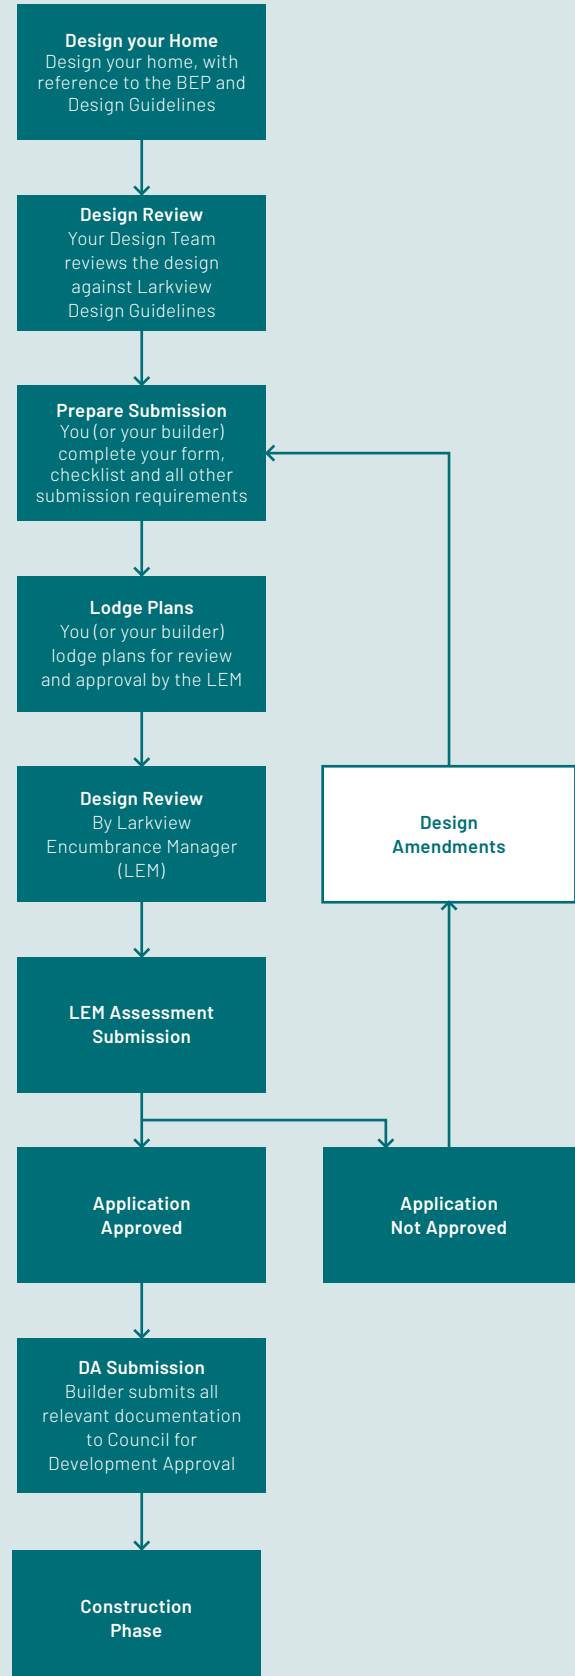 Design your Home
Design your home, with
reference to the BEP and
Design Guidelines
Design Review
Your Design Team
reviews the design
against Larkview
Design Guidelines
Prepare Submission
You (or your builder)
complete your form,
checklist and all other
submission requirements
Lodge Plans
You (or your builder)
lodge plans for review
and approval by the LEM
Design Review
By Larkview
Encumbrance Manager
(LEM)
Design
Amendments
LEM Assessment
Submission
Application
Approved
Application
Not Approved
DA Submission
Builder submits all
relevant documentation
to Council for
Development Approval
Construction
Phase